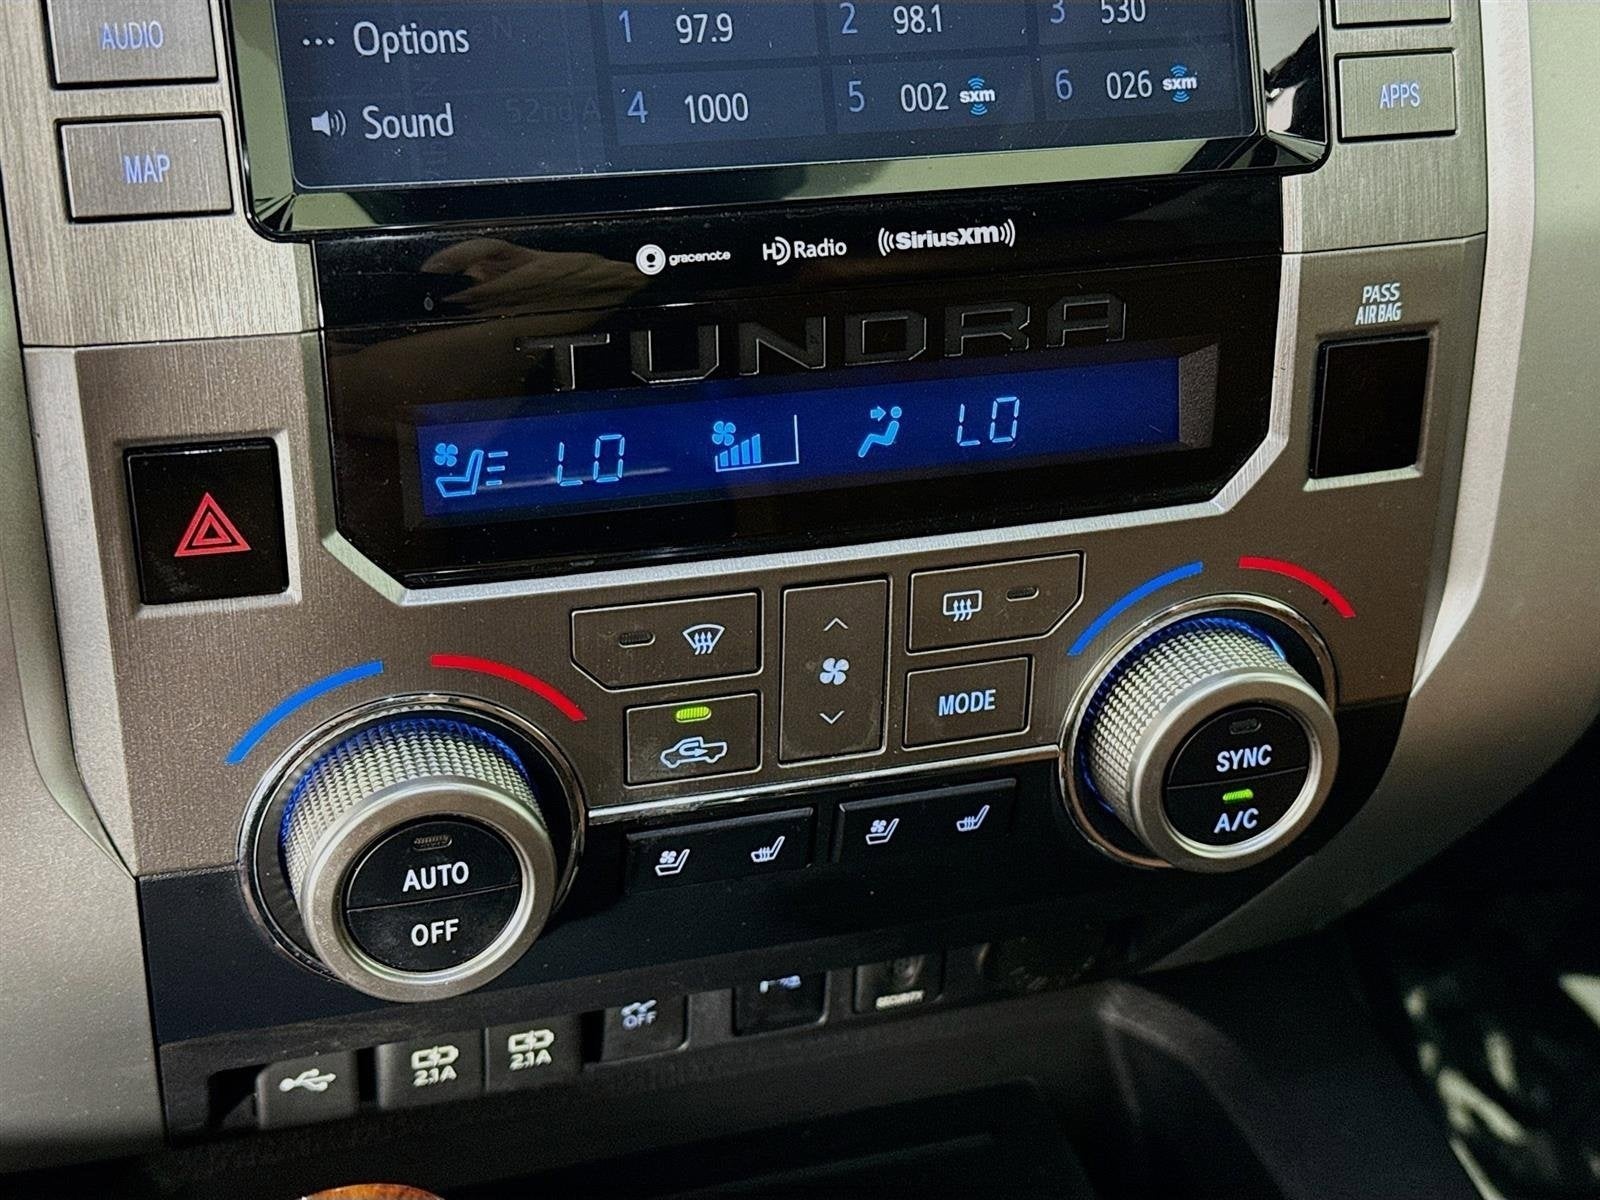 AUDIO
MAP
Options
Sound
1 97.9
2 98.1
3 530
4 1000
5 002 sxm
6 026 sxm
APPS
gracenote
HD Radio
SiriusXM
TUNDRA
PASS
AIR BAG
LO
LO
MODE
AUTO
OFF
SYNC
A/C
2.1A
2.1A
OFF
SECURITY